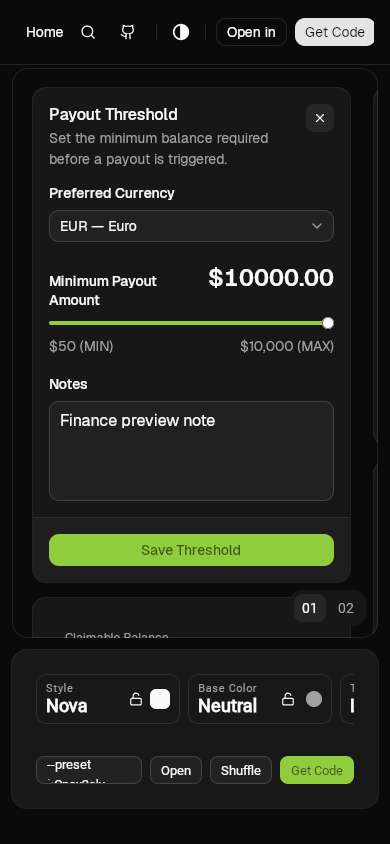 Home
Open in
Get Code
Payout Threshold
Set the minimum balance required
before a payout is triggered.
Preferred Currency
EUR — Euro
Minimum Payout
Amount
$10000.00
$50 (MIN)
$10,000 (MAX)
Notes
Finance preview note
Save Threshold
01
02
Claimable Balance
Style
Nova
Base Color
Neutral
--preset
Open
Shuffle
Get Code